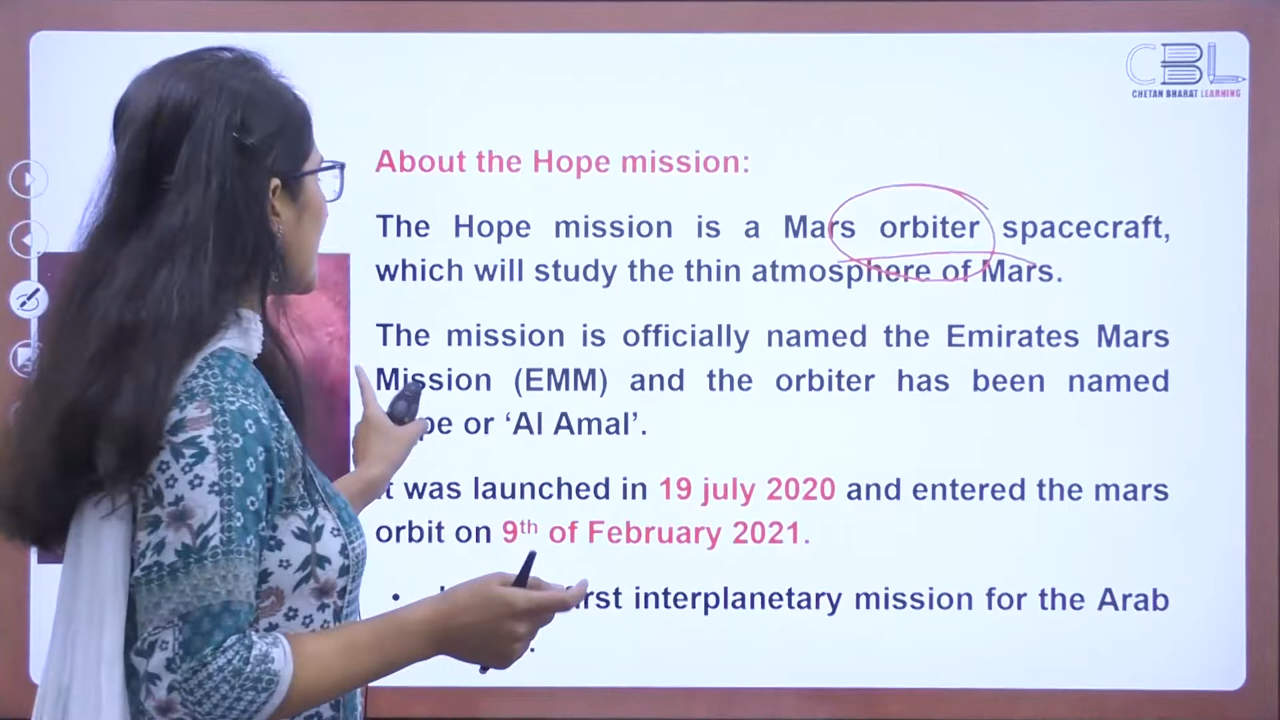 CBL
CHETAN BHARAT LEARNING
About the Hope mission:
The Hope mission is a Mars orbiter spacecraft,
which will study the thin atmosphere of Mars.
The mission is officially named the Emirates Mars
Mission (EMM) and the orbiter has been named
or ‘Al Amal’.
was launched in 19 july 2020 and entered the mars
orbit on 9th of February 2021.
interplanetary mission for the Arab